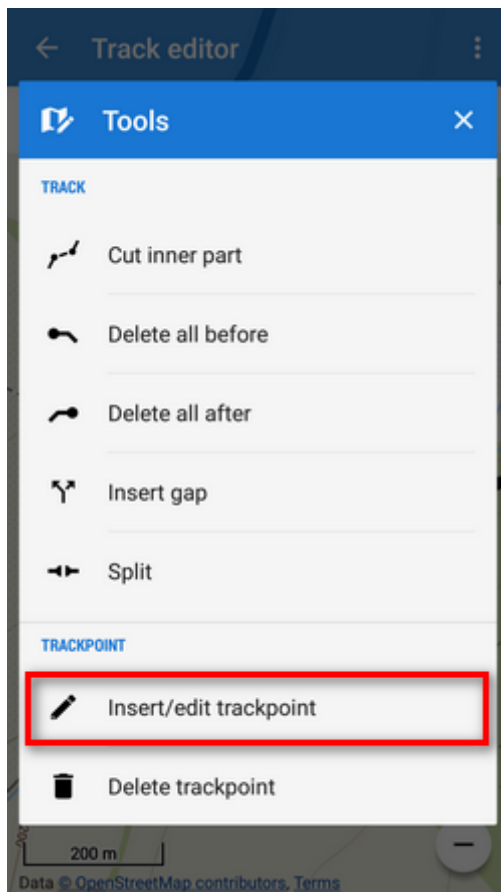 Track editor
Tools
TRACK
Cut inner part
Delete all before
Delete all after
Insert gap
Split
TRACKPOINT
Insert/edit trackpoint
Delete trackpoint
200
200 m
Data © OpenStreetMap contributors, Terms